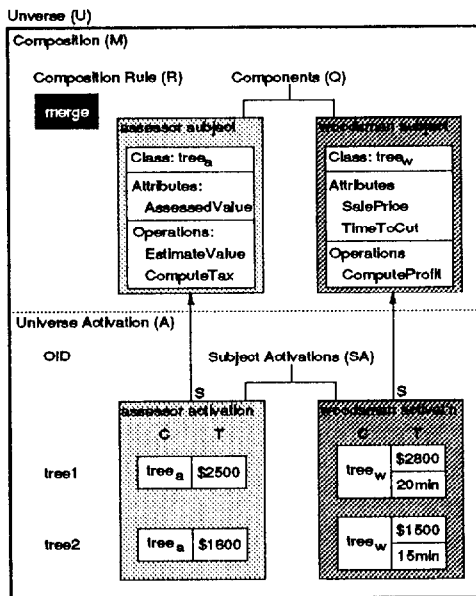 Unverse (U)
Composition (M)
Composition Rule (R)
Components (Q)
merge
assessor subject
woodsman subject
Class: treea
Class: treew
Attributes:
AssessedValue
Attributes
SalePrice
TimeToCut
Operations:
EstimateValue
ComputeTax
Operations
ComputeProfit
Universe Activation (A)
OID
Subject Activations (SA)
S
S
assessor activation
woodsman activat'n
C T
C T
tree1
treea $2500
treew $2800
20min
tree2
treea $1600
treew $1500
15min